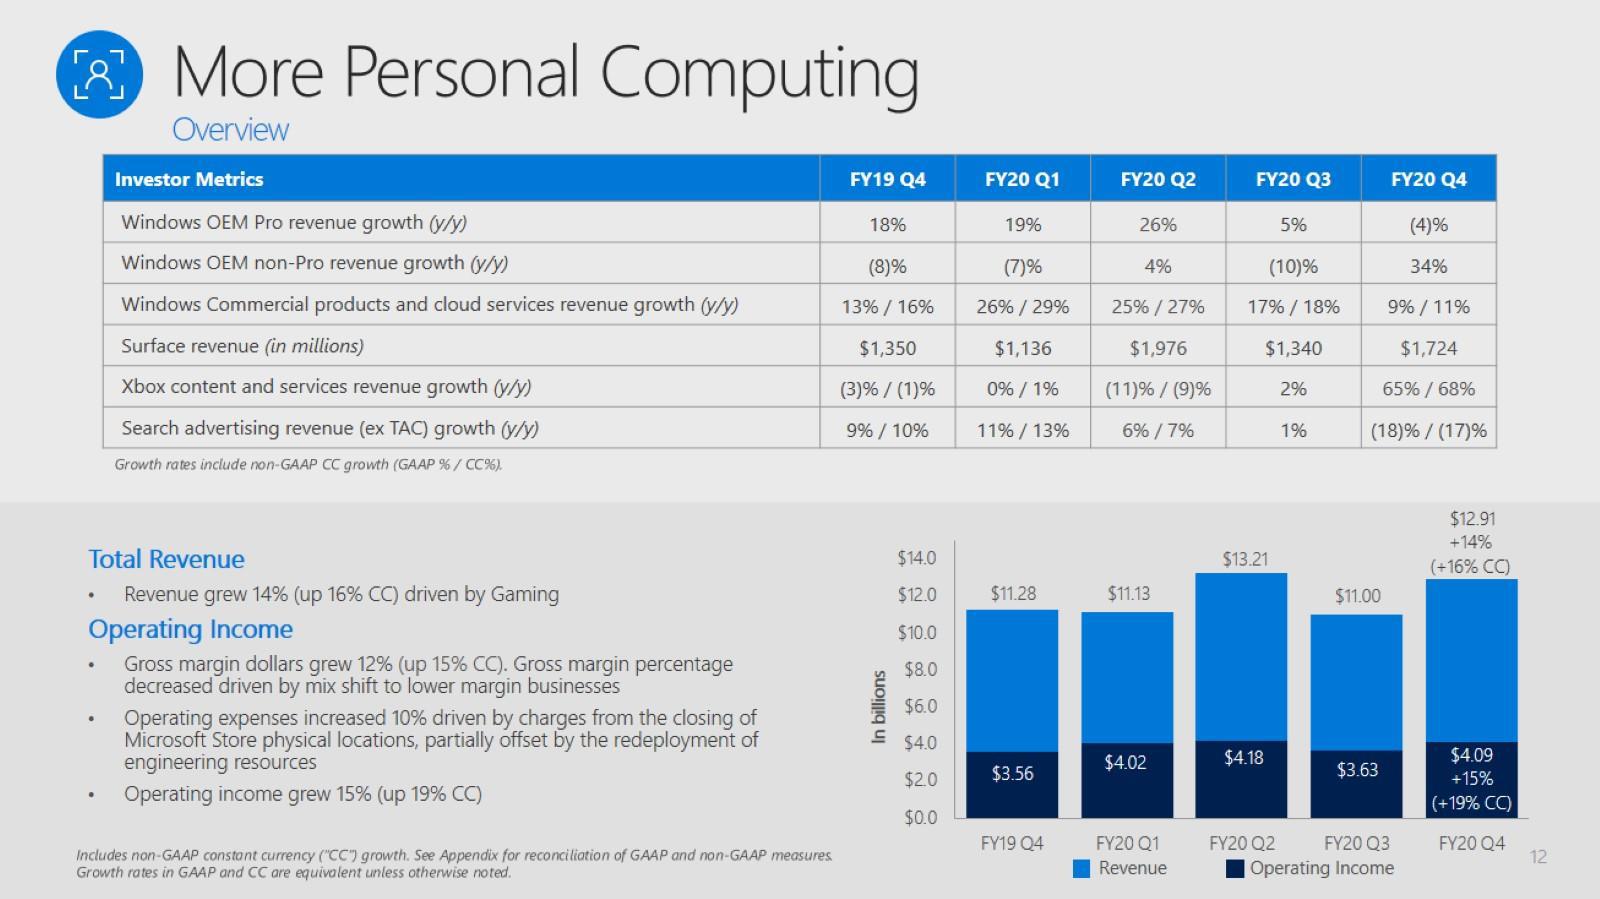 More Personal Computing
Overview
Investor Metrics FY19 Q4 FY20 Q1 FY20 Q2 FY20 Q3 FY20 Q4
Windows OEM Pro revenue growth (y/y) 18% 19% 26% 5% (4)%
Windows OEM non-Pro revenue growth (y/y) (8)% (7)% 4% (10)% 34%
Windows Commercial products and cloud services revenue growth (y/y) 13% / 16% 26% / 29% 25% / 27% 17% / 18% 9% / 11%
Surface revenue (in millions) $1,350 $1,136 $1,976 $1,340 $1,724
Xbox content and services revenue growth (y/y) (3)% / (1)% 0% / 1% (11)% / (9)% 2% 65% / 68%
Search advertising revenue (ex TAC) growth (y/y) 9% / 10% 11% / 13% 6% / 7% 1% (18)% / (17)%
Growth rates include non-GAAP CC growth (GAAP % / CC%).
Total Revenue
• Revenue grew 14% (up 16% CC) driven by Gaming
Operating Income
• Gross margin dollars grew 12% (up 15% CC). Gross margin percentage
decreased driven by mix shift to lower margin businesses
• Operating expenses increased 10% driven by charges from the closing of
Microsoft Store physical locations, partially offset by the redeployment of
engineering resources
• Operating income grew 15% (up 19% CC)
Includes non-GAAP constant currency ("CC") growth. See Appendix for reconciliation of GAAP and non-GAAP measures.
Growth rates in GAAP and CC are equivalent unless otherwise noted.
In billions
$14.0
$12.0
$10.0
$8.0
$6.0
$4.0
$2.0
$0.0
$11.28
$11.13
$13.21
$11.00
$12.91
+14%
(+16% CC)
$3.56
$4.02
$4.18
$3.63
$4.09
+15%
(+19% CC)
FY19 Q4 FY20 Q1 FY20 Q2 FY20 Q3 FY20 Q4
Revenue Operating Income
12